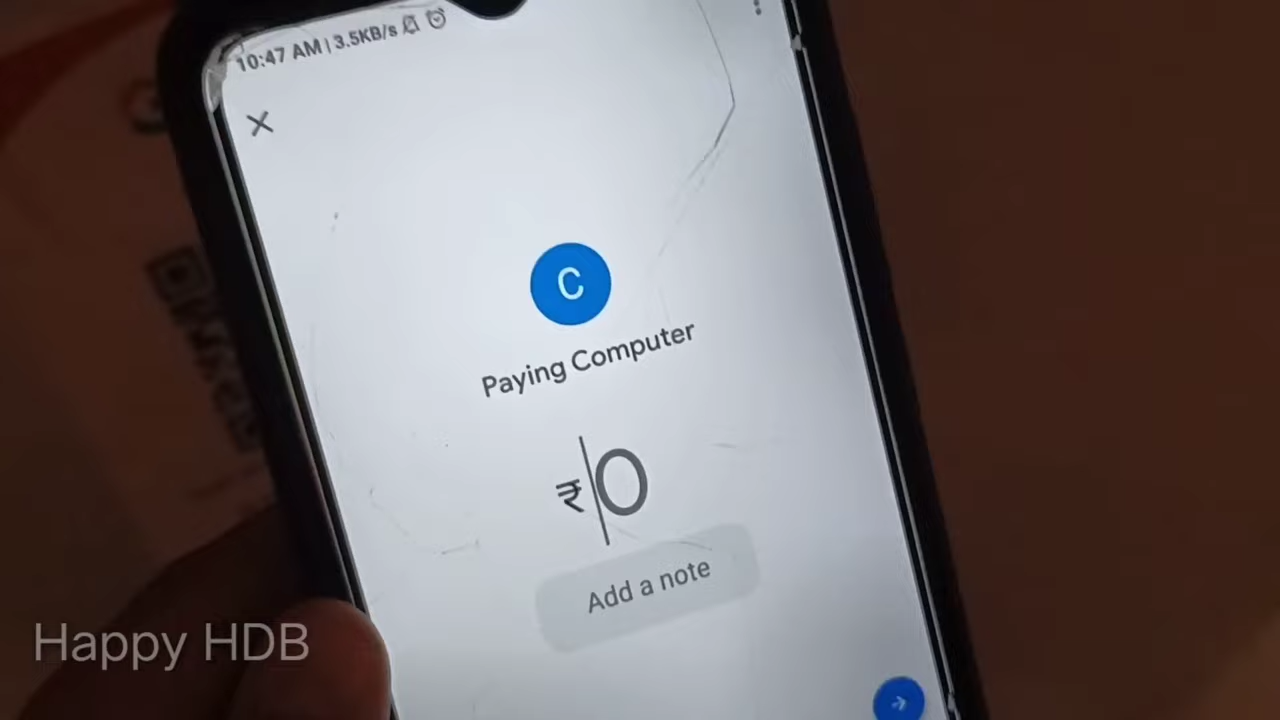 10:47 AM | 3.5KB/s
C
Paying Computer
₹0
Add a note
Happy HDB